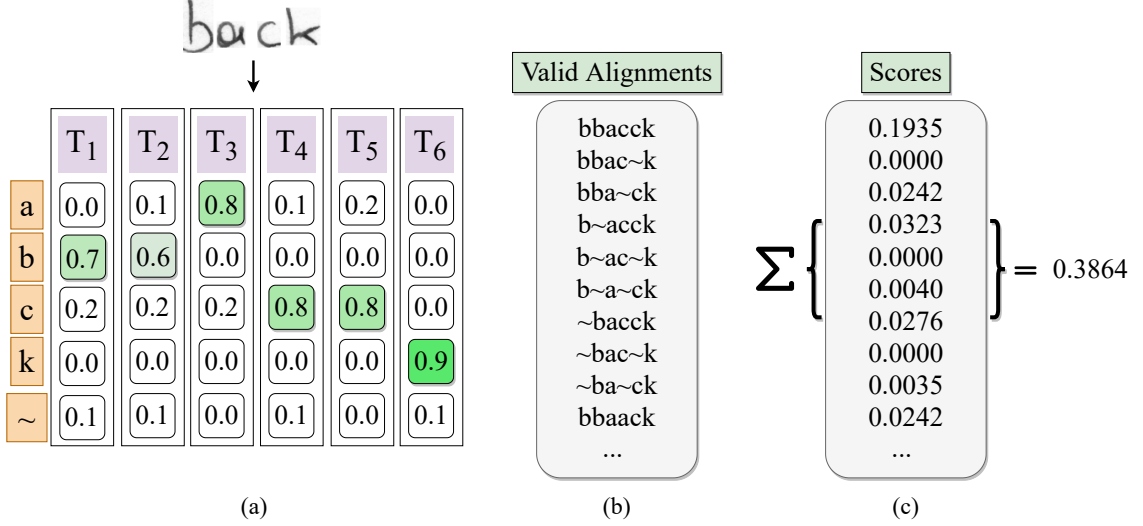 back
T1 T2 T3 T4 T5 T6
a 0.0 0.1 0.8 0.1 0.2 0.0
b 0.7 0.6 0.0 0.0 0.0 0.0
c 0.2 0.2 0.2 0.8 0.8 0.0
k 0.0 0.0 0.0 0.0 0.0 0.9
~ 0.1 0.1 0.0 0.1 0.0 0.1
(a)
Valid Alignments
bbacck
bbac~k
bba~ck
b~acck
b~ac~k
b~a~ck
~bacck
~bac~k
~ba~ck
bbaack
...
(b)
Scores
0.1935
0.0000
0.0242
0.0323
0.0000
0.0040
0.0276
0.0000
0.0035
0.0242
...
Σ { } = 0.3864
(c)